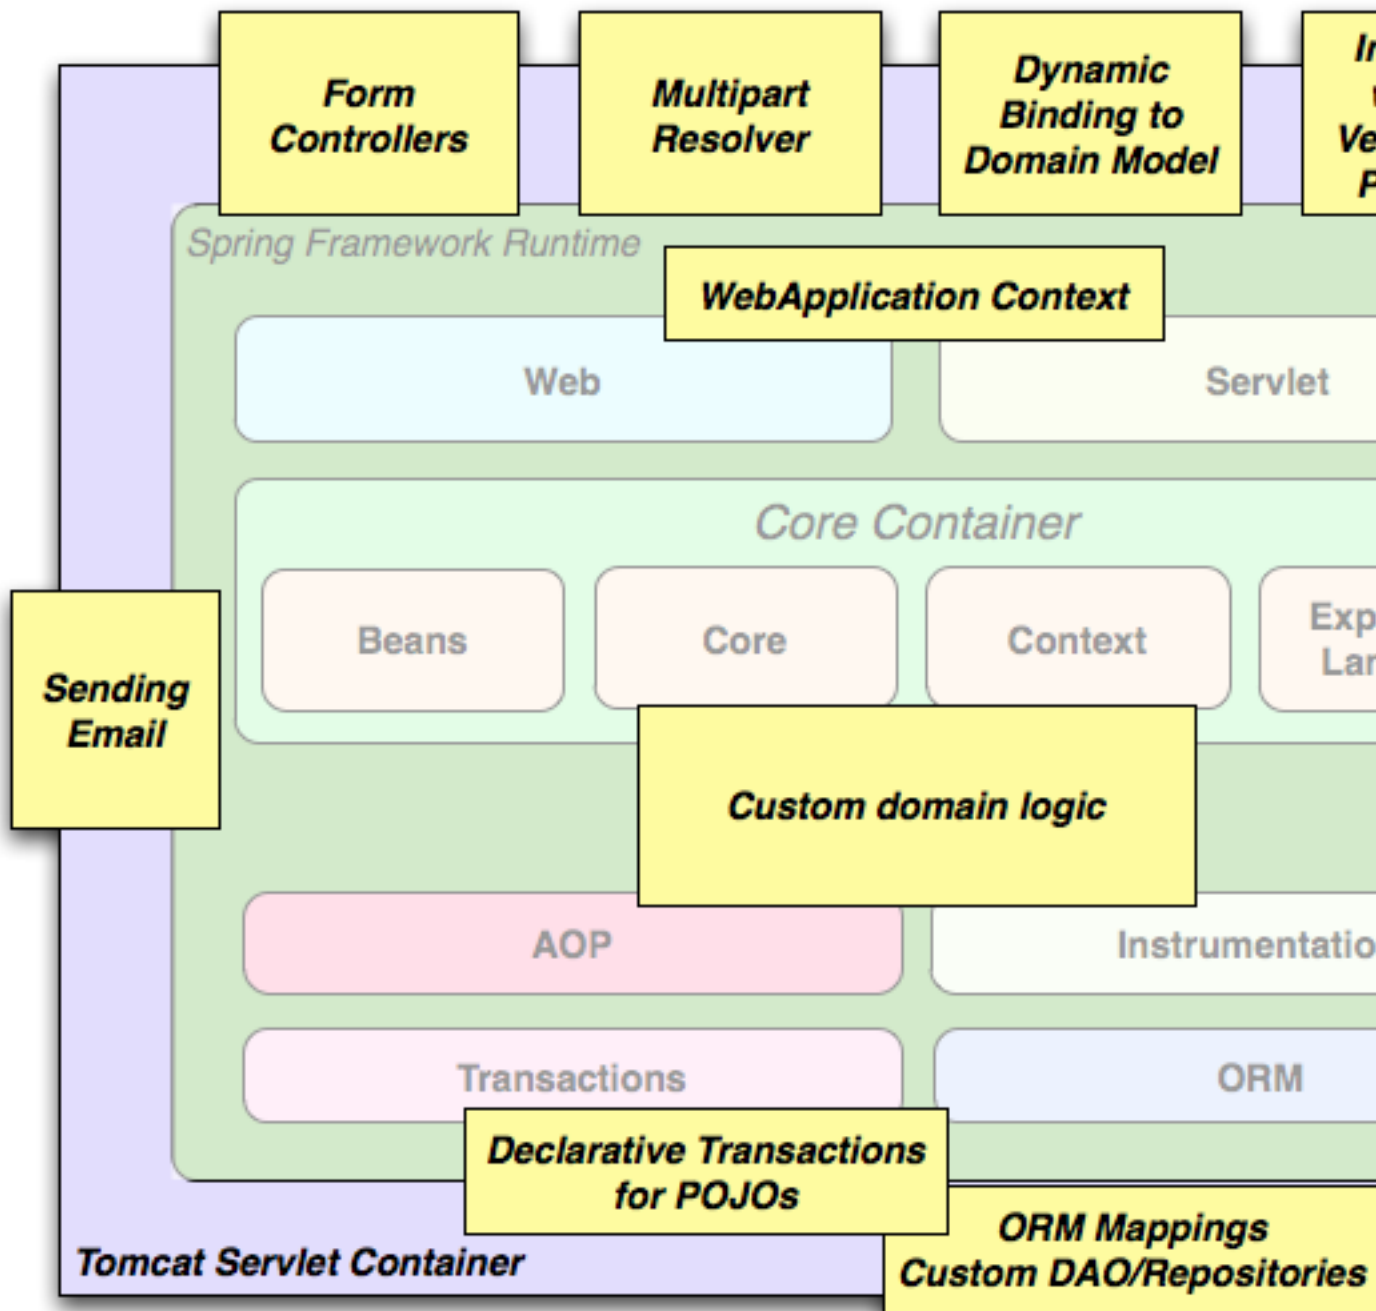 Form
Controllers
Multipart
Resolver
Dynamic
Binding to
Domain Model
Spring Framework Runtime
WebApplication Context
Web
Servlet
Core Container
Beans
Core
Context
Sending
Email
Custom domain logic
AOP
Transactions
ORM
Declarative Transactions
for POJOs
ORM Mappings
Custom DAO/Repositories
Tomcat Servlet Container